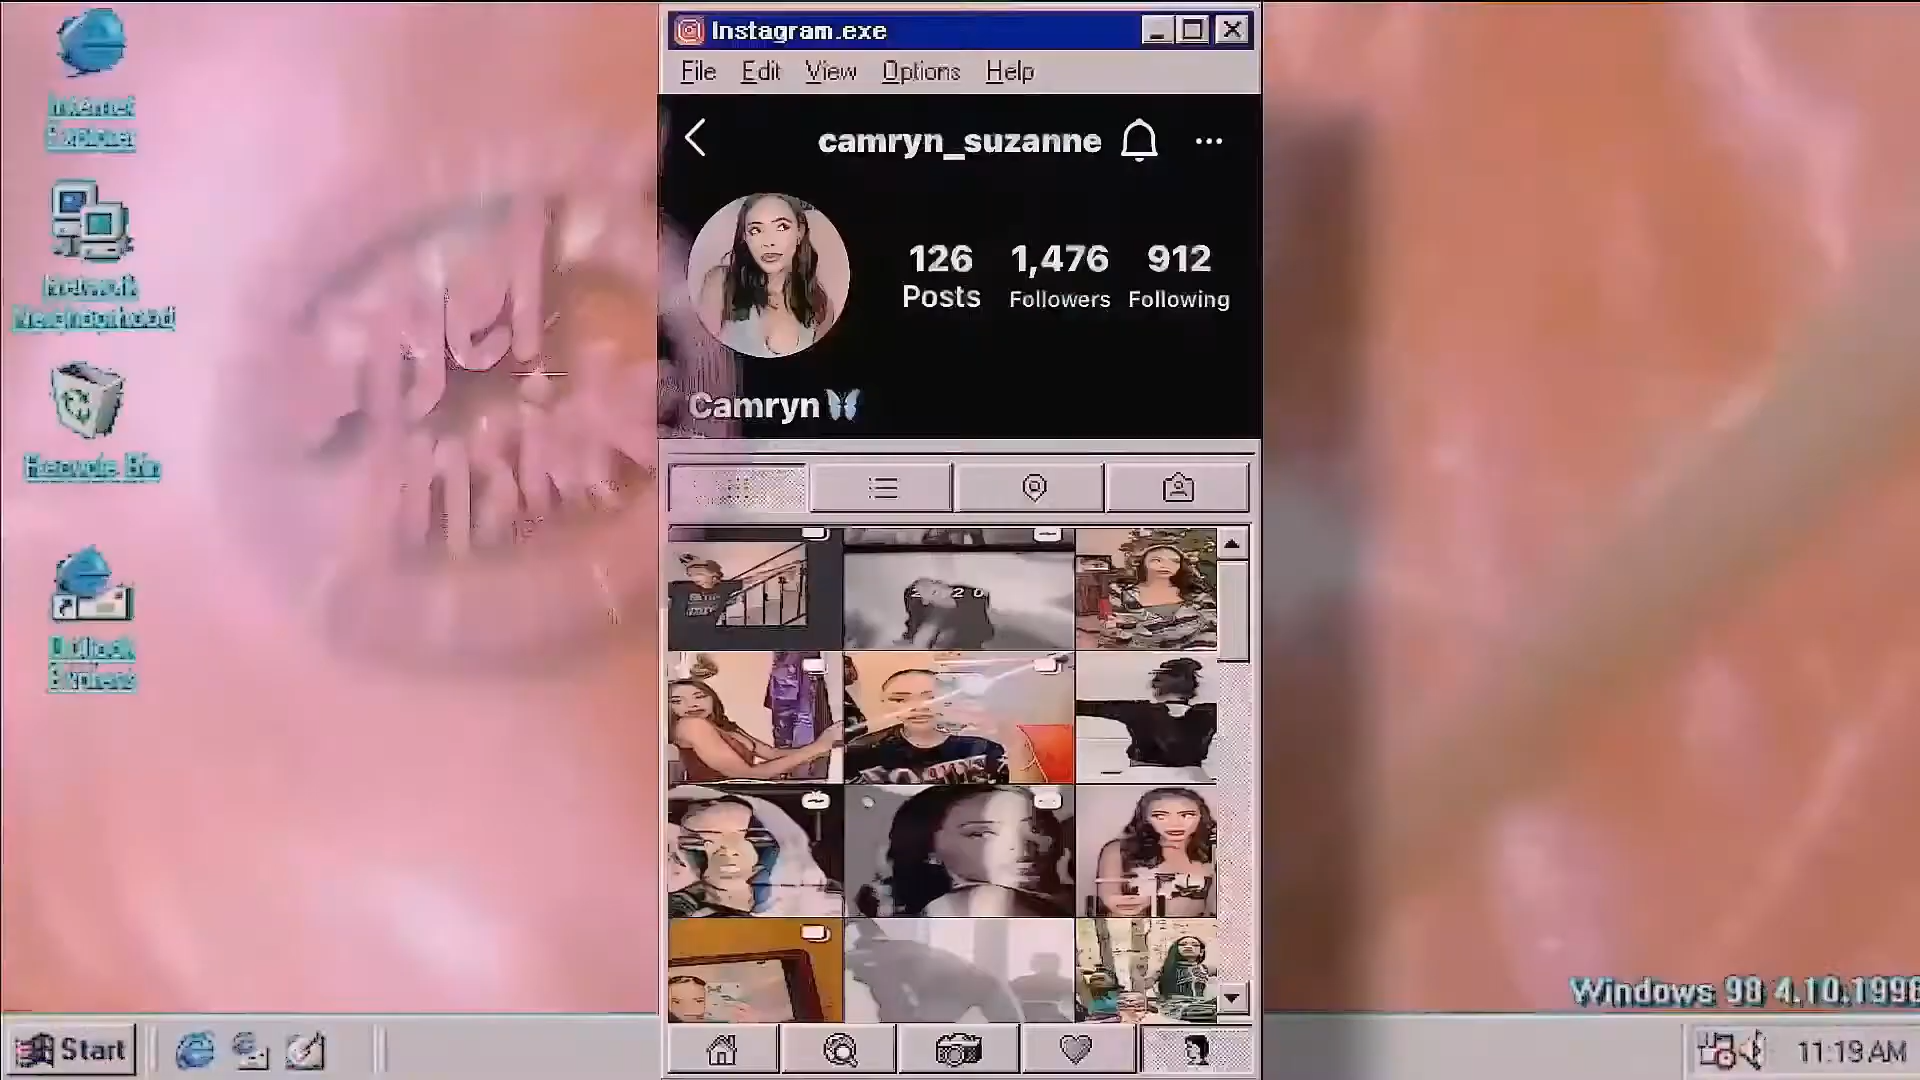 Instagram.exe
File Edit View Options Help
camryn_suzanne
126 1,476 912
Posts Followers Following
Camryn
Internet
Explorer
Network
Neighborhood
Recycle Bin
Outlook
Express
2020
Windows 98 4.10.1998
Start
11:19 AM